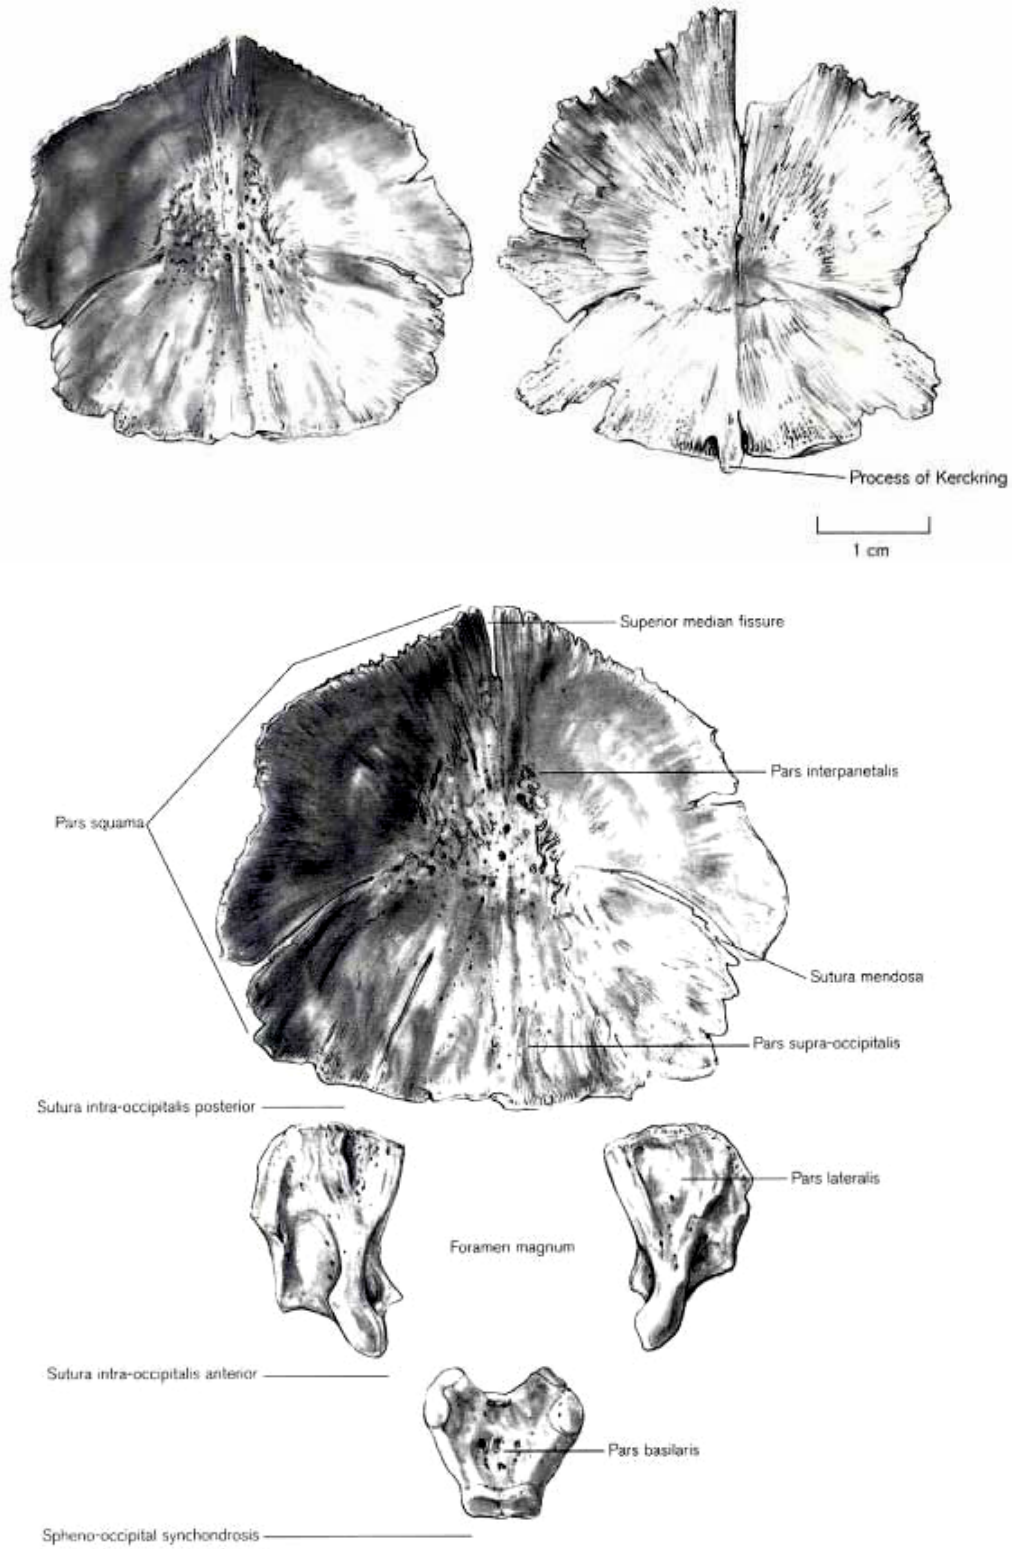 Process of Kerckring
1 cm
Superior median fissure
Pars interpanetalis
Pars squama
Sutura mendosa
Pars supra-occipitalis
Sutura intra-occipitalis posterior
Pars lateralis
Foramen magnum
Sutura intra-occipitalis anterior
Pars basilaris
Spheno-occipital synchondrosis